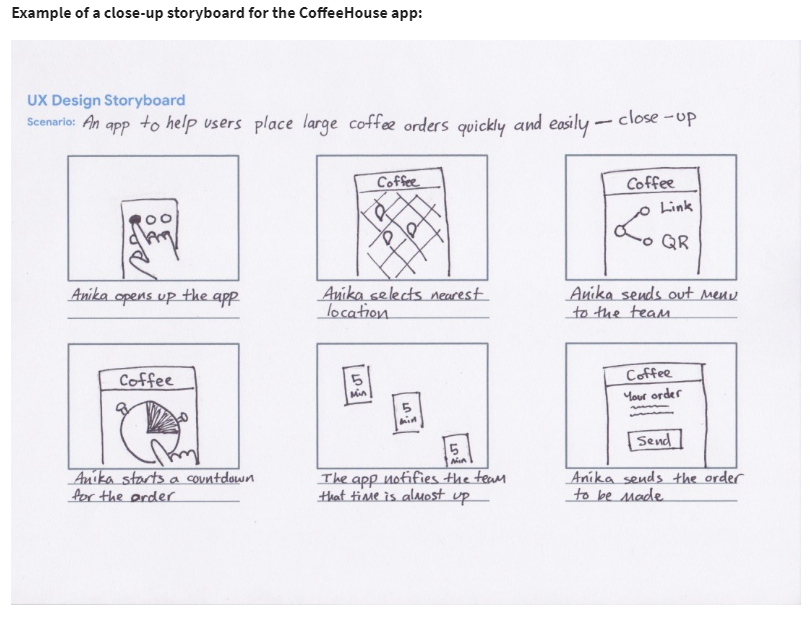 Example of a close-up storyboard for the CoffeeHouse app:
UX Design Storyboard
Scenario: An app to help users place large coffee orders quickly and easily — close-up
Coffee
Coffee
Link
QR
Anika opens up the app
Anika selects nearest
location
Anika sends out menu
to the team
Coffee
5
Min
5
Min
5
Min
Coffee
Your order
Send
Anika starts a countdown
for the order
The app notifies the team
that time is almost up
Anika sends the order
to be made